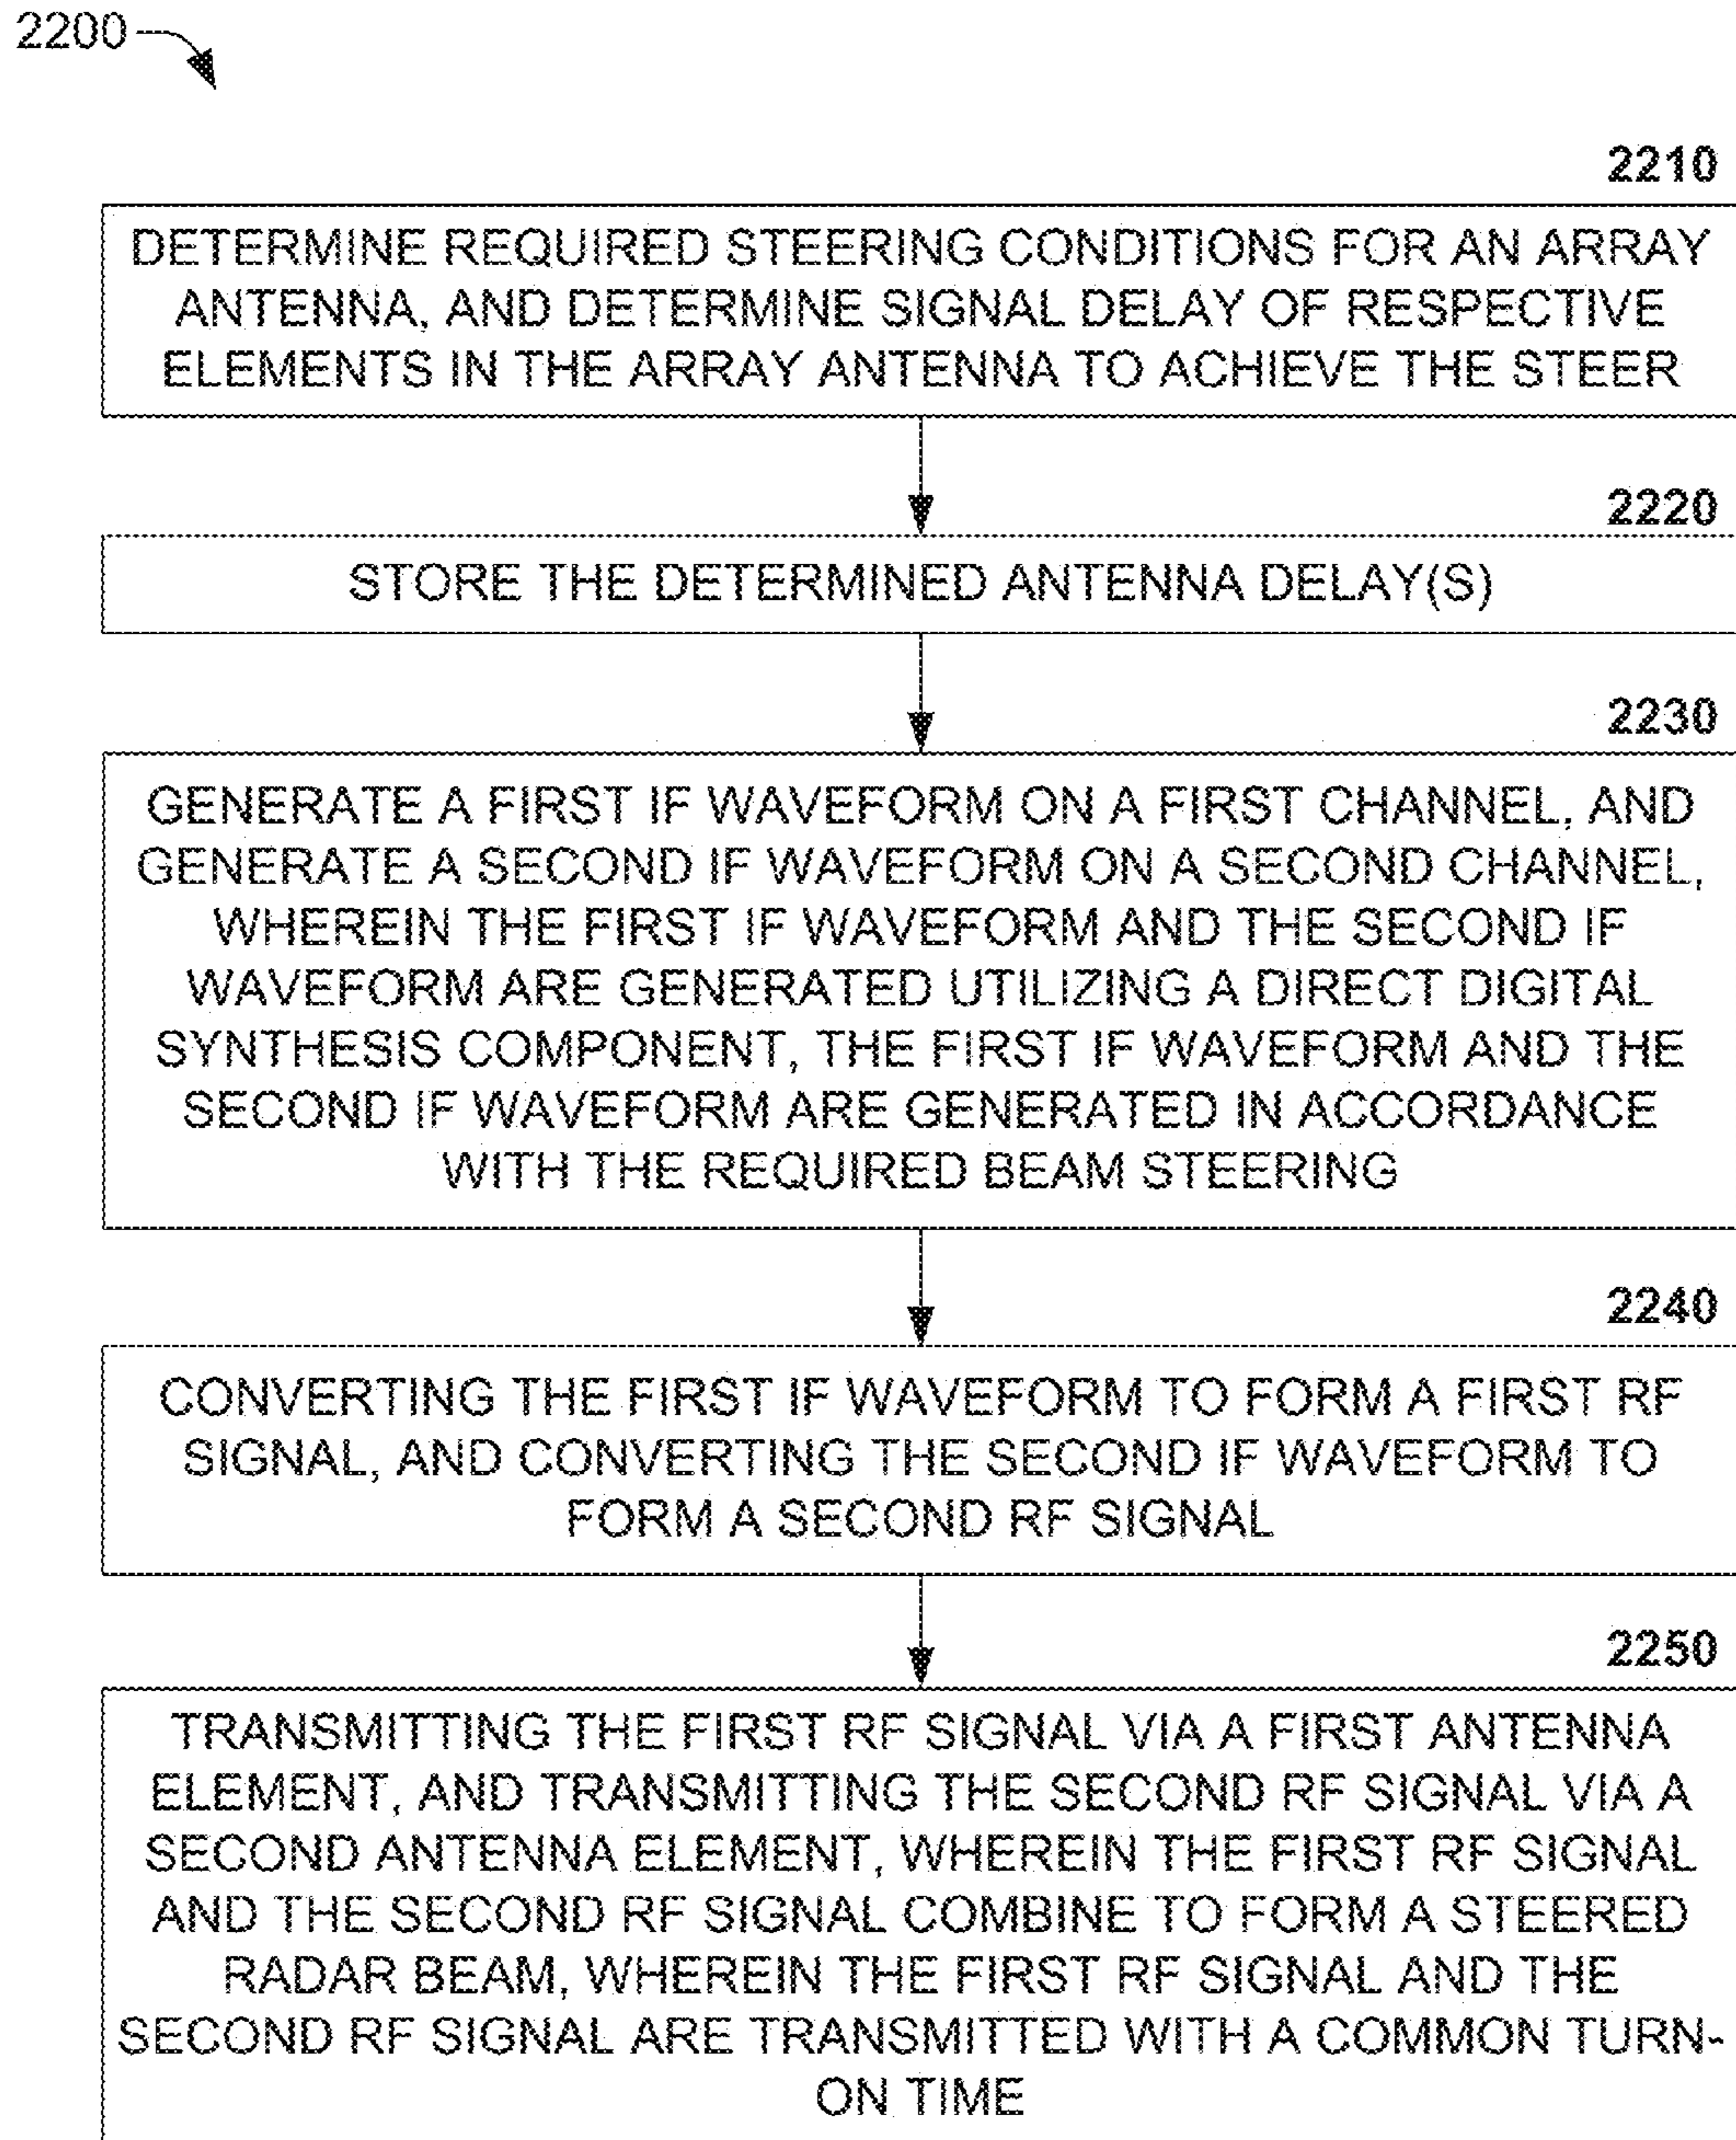 2200
2210
DETERMINE REQUIRED STEERING CONDITIONS FOR AN ARRAY
ANTENNA, AND DETERMINE SIGNAL DELAY OF RESPECTIVE
ELEMENTS IN THE ARRAY ANTENNA TO ACHIEVE THE STEER
2220
STORE THE DETERMINED ANTENNA DELAY(S)
2230
GENERATE A FIRST IF WAVEFORM ON A FIRST CHANNEL, AND
GENERATE A SECOND IF WAVEFORM ON A SECOND CHANNEL,
WHEREIN THE FIRST IF WAVEFORM AND THE SECOND IF
WAVEFORM ARE GENERATED UTILIZING A DIRECT DIGITAL
SYNTHESIS COMPONENT, THE FIRST IF WAVEFORM AND THE
SECOND IF WAVEFORM ARE GENERATED IN ACCORDANCE
WITH THE REQUIRED BEAM STEERING
2240
CONVERTING THE FIRST IF WAVEFORM TO FORM A FIRST RF
SIGNAL, AND CONVERTING THE SECOND IF WAVEFORM TO
FORM A SECOND RF SIGNAL
2250
TRANSMITTING THE FIRST RF SIGNAL VIA A FIRST ANTENNA
ELEMENT, AND TRANSMITTING THE SECOND RF SIGNAL VIA A
SECOND ANTENNA ELEMENT, WHEREIN THE FIRST RF SIGNAL
AND THE SECOND RF SIGNAL COMBINE TO FORM A STEERED
RADAR BEAM, WHEREIN THE FIRST RF SIGNAL AND THE
SECOND RF SIGNAL ARE TRANSMITTED WITH A COMMON TURN-
ON TIME